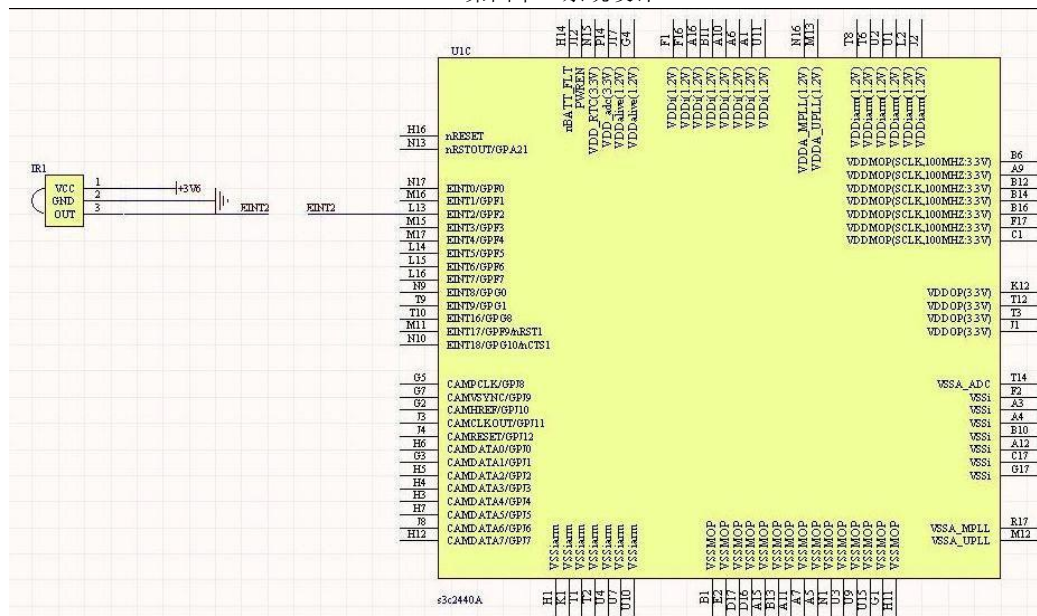 U1C
H14
J12
N15
P14
J17
G4
F1
F16
A16
B11
A10
A6
A1
U11
N16
M13
T8
T6
U2
U1
L2
J2
nBATT_FLT
PWREN
VDD_RTC(3.3V)
VDD_adc(3.3V)
VDDalive(1.2V)
VDDalive(1.2V)
VDDi(1.2V)
VDDi(1.2V)
VDDi(1.2V)
VDDi(1.2V)
VDDi(1.2V)
VDDi(1.2V)
VDDi(1.2V)
VDDi(1.2V)
VDDA_MPLL(1.2V)
VDDA_UPLL(1.2V)
VDDiarm(1.2V)
VDDiarm(1.2V)
VDDiarm(1.2V)
VDDiarm(1.2V)
VDDiarm(1.2V)
VDDiarm(1.2V)
H16 nRESET
N13 nRSTOUT/GPA21
IR1
VCC 1 +3V6
GND 2
OUT 3 EINT2 EINT2
N17 EINT0/GPF0
M16 EINT1/GPF1
L13 EINT2/GPF2
M15 EINT3/GPF3
M17 EINT4/GPF4
L14 EINT5/GPF5
L15 EINT6/GPF6
L16 EINT7/GPF7
N9 EINT8/GPG0
T9 EINT9/GPG1
T10 EINT16/GPG8
M11 EINT17/GPF9/nRST1
N10 EINT18/GPG10/nCTS1
VDDMOP(SCLK,100MHZ:3.3V) B6
VDDMOP(SCLK,100MHZ:3.3V) A9
VDDMOP(SCLK,100MHZ:3.3V) B12
VDDMOP(SCLK,100MHZ:3.3V) B14
VDDMOP(SCLK,100MHZ:3.3V) B16
VDDMOP(SCLK,100MHZ:3.3V) F17
VDDMOP(SCLK,100MHZ:3.3V) C1
VDDOP(3.3V) K12
VDDOP(3.3V) T12
VDDOP(3.3V) T3
VDDOP(3.3V) J1
G5 CAMPCLK/GPJ8
G7 CAMVSYNC/GPJ9
G2 CAMHREF/GPJ10
J3 CAMCLKOUT/GPJ11
J4 CAMRESET/GPJ12
H6 CAMDATA0/GPJ0
G3 CAMDATA1/GPJ1
H5 CAMDATA2/GPJ2
H4 CAMDATA3/GPJ3
H3 CAMDATA4/GPJ4
H7 CAMDATA5/GPJ5
J8 CAMDATA6/GPJ6
H12 CAMDATA7/GPJ7
VSSA_ADC T14
VSSi F2
VSSi A3
VSSi A4
VSSi B10
VSSi A12
VSSi C17
VSSi G17
VSSA_MPLL R17
VSSA_UPLL M12
VSSiarm
VSSiarm
VSSiarm
VSSiarm
VSSiarm
VSSiarm
VSSiarm
VSSMOP
VSSMOP
VSSMOP
VSSMOP
VSSMOP
VSSMOP
VSSMOP
VSSMOP
VSSMOP
VSSMOP
VSSMOP
VSSMOP
VSSMOP
VSSMOP
s3c2440A
H1
K1
T1
T2
U4
U7
U10
B1
E2
D17
D16
A15
B13
A11
A7
A5
N1
U3
U9
U15
G1
H11